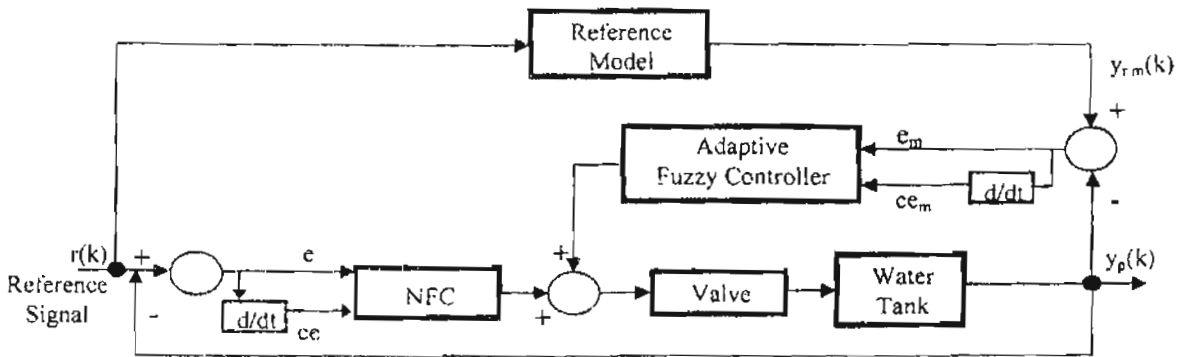 Reference
Model
y_rm(k)
+
Adaptive
Fuzzy Controller
e_m
ce_m
d/dt
-
r(k)
+
e
+
y_p(k)
Reference
Signal
-
d/dt
ce
NFC
+
Valve
Water
Tank